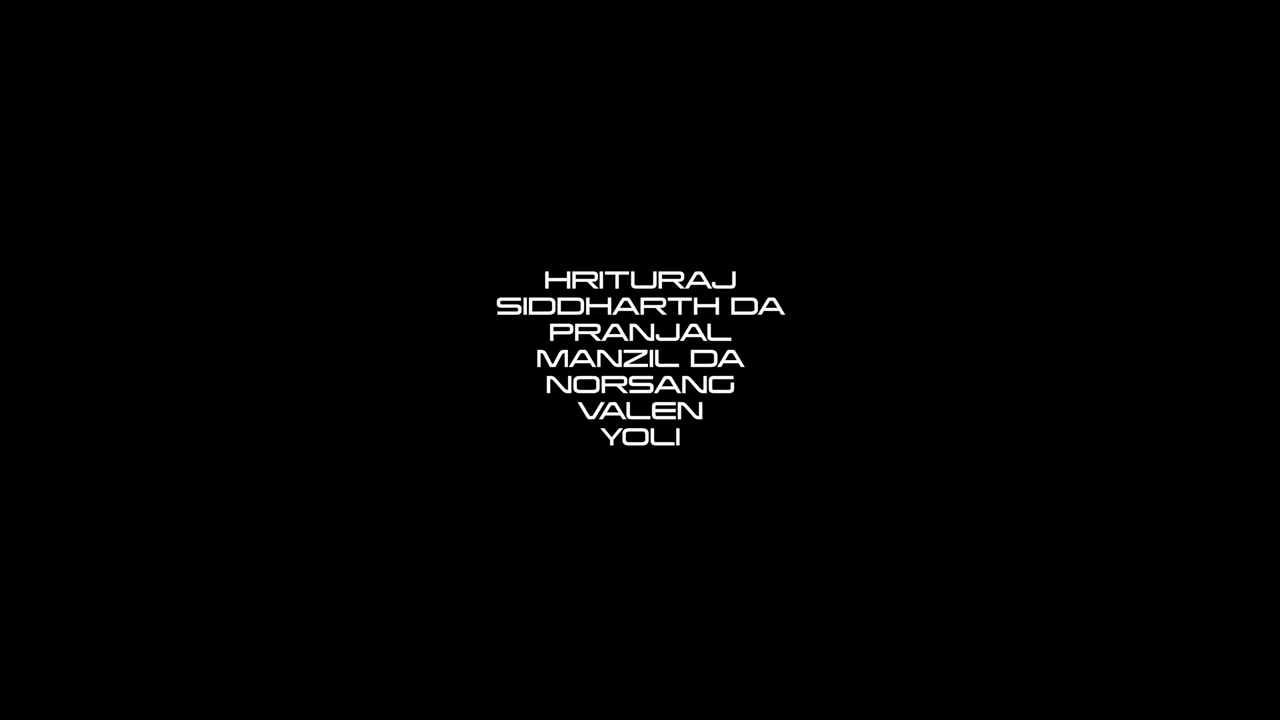 HRITURAJ
SIDDHARTH DA
PRANJAL
MANZIL DA
NORSANG
VALEN
YOLI